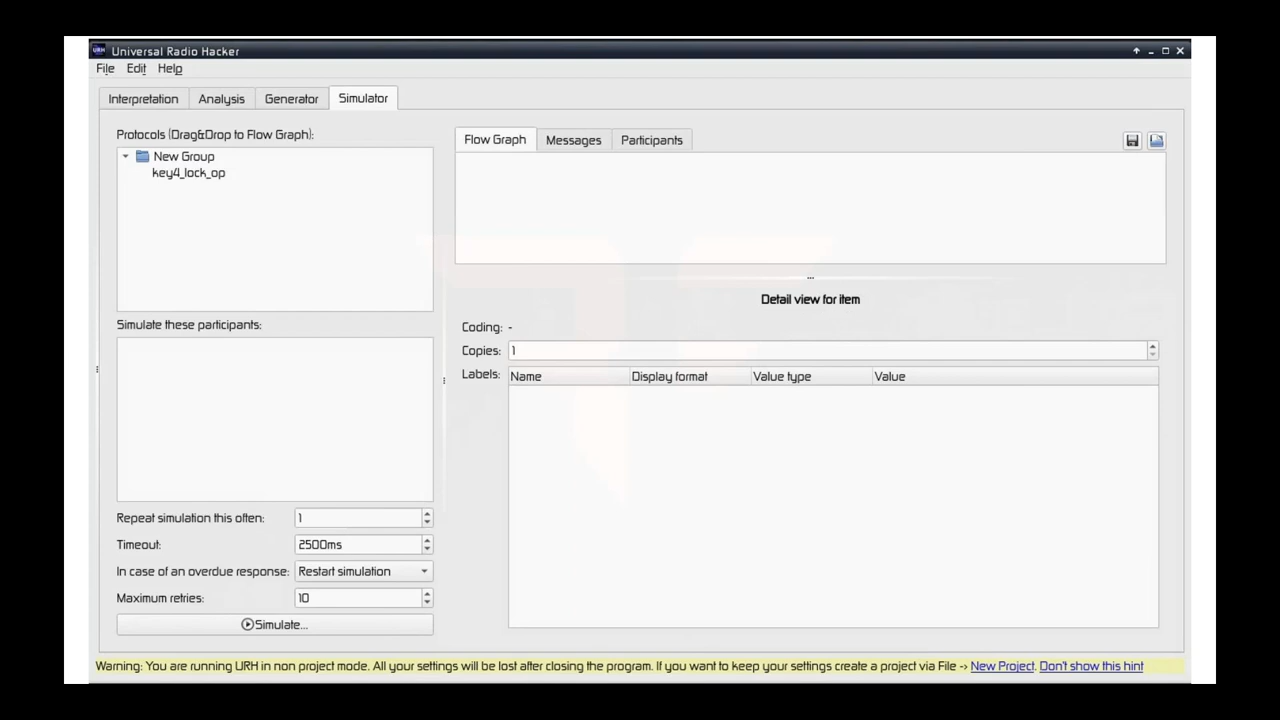 URH Universal Radio Hacker
File Edit Help
Interpretation Analysis Generator Simulator
Protocols (Drag&Drop to Flow Graph):
New Group
key4_lock_op
Simulate these participants:
Repeat simulation this often: 1
Timeout: 2500ms
In case of an overdue response: Restart simulation
Maximum retries: 10
Simulate...
Flow Graph Messages Participants
Detail view for item
Coding: -
Copies: 1
Labels: Name Display format Value type Value
Warning: You are running URH in non project mode. All your settings will be lost after closing the program. If you want to keep your settings create a project via File -> New Project. Don't show this hint